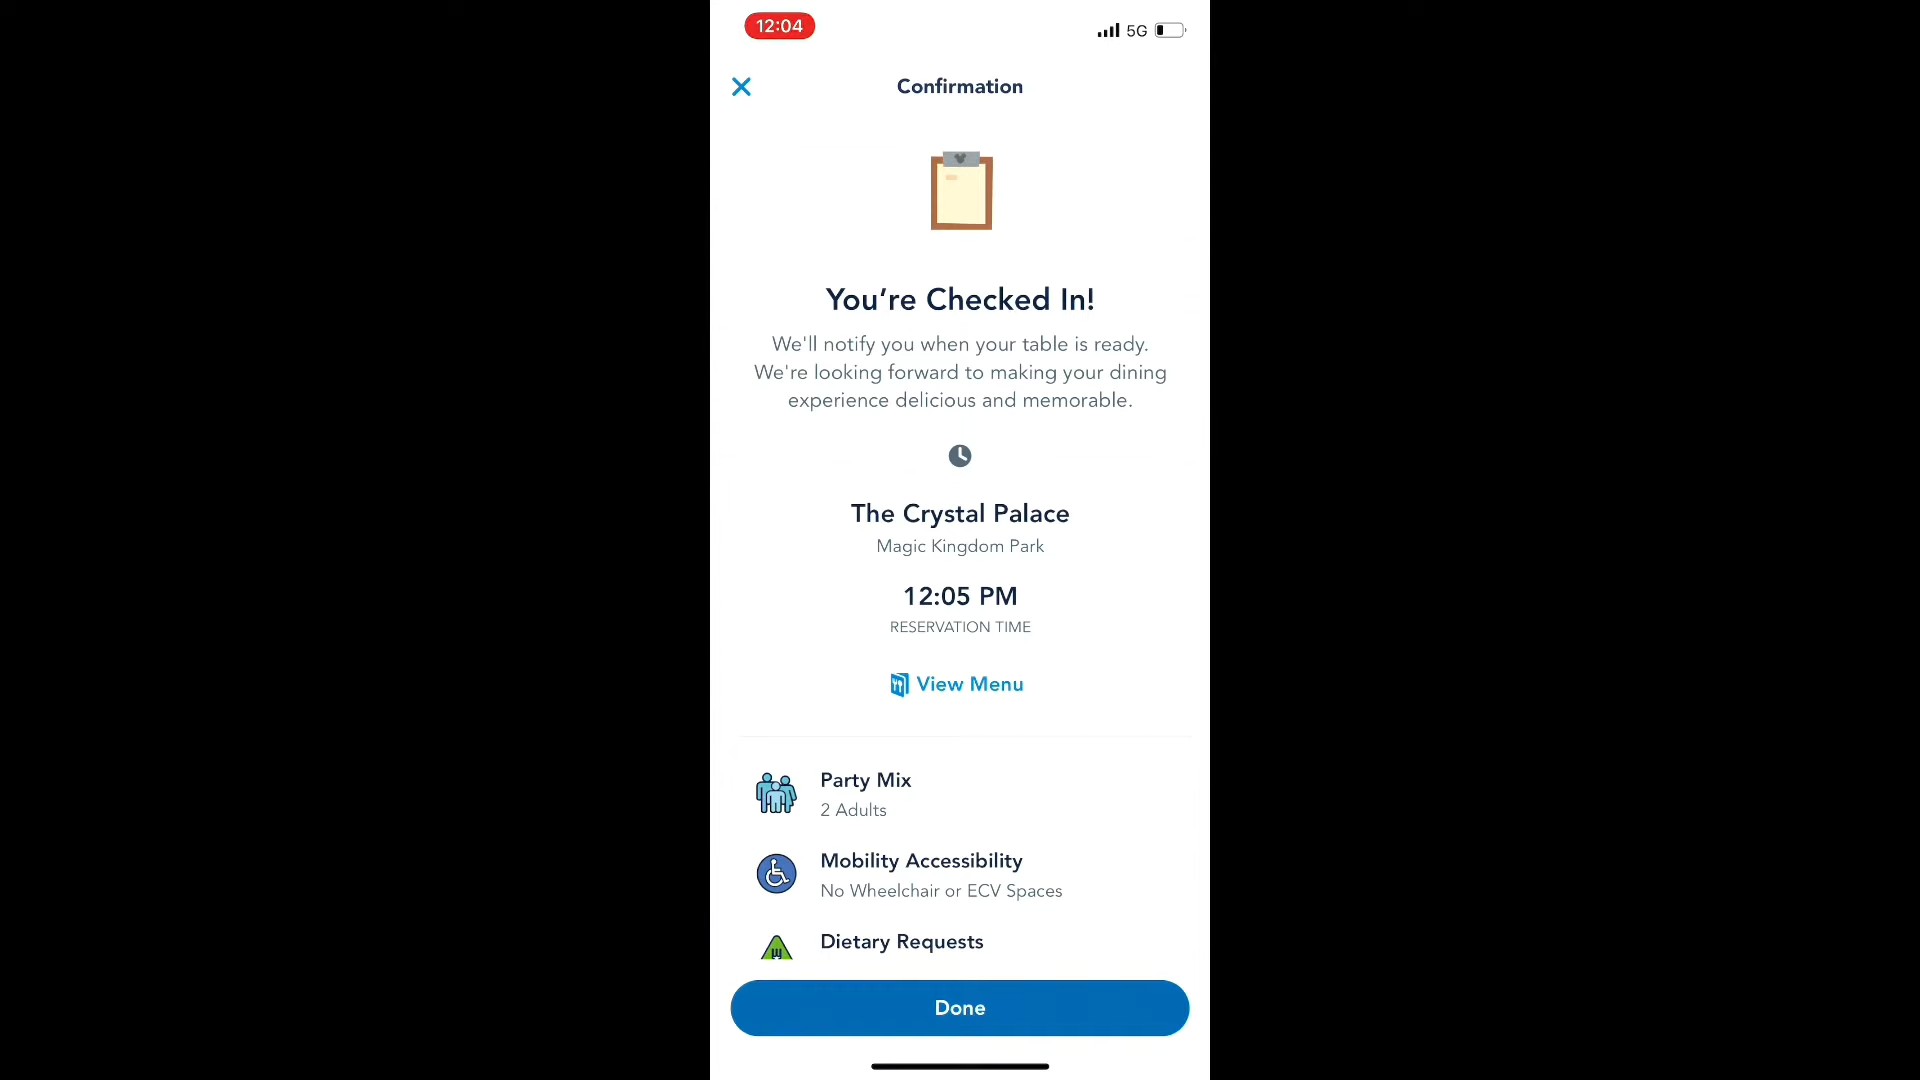 12:04
5G
Confirmation
You’re Checked In!
We'll notify you when your table is ready.
We're looking forward to making your dining
experience delicious and memorable.
The Crystal Palace
Magic Kingdom Park
12:05 PM
RESERVATION TIME
View Menu
Party Mix
2 Adults
Mobility Accessibility
No Wheelchair or ECV Spaces
Dietary Requests
Done